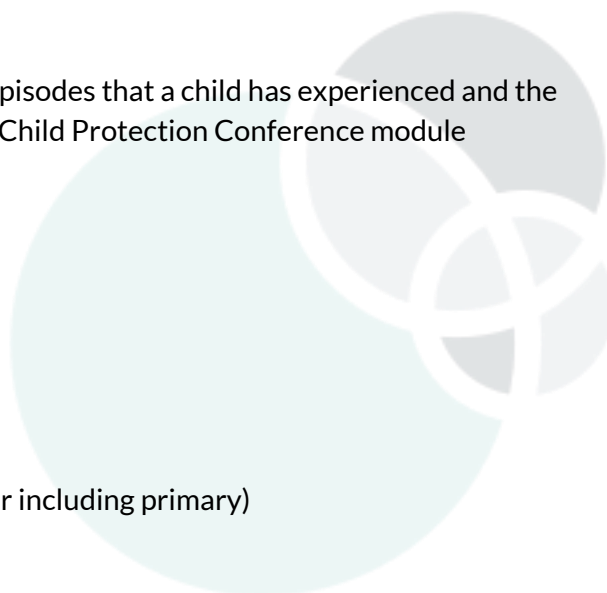 pisodes that a child has experienced and the
Child Protection Conference module
r including primary)